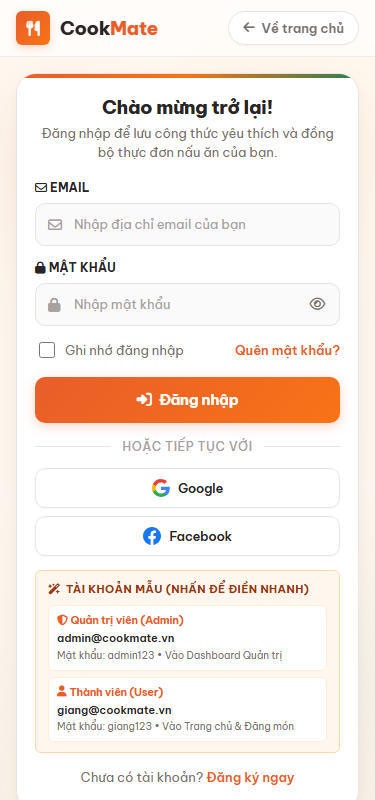 CookMate
Về trang chủ
Chào mừng trở lại!
Đăng nhập để lưu công thức yêu thích và đồng
bộ thực đơn nấu ăn của bạn.
EMAIL
Nhập địa chỉ email của bạn
MẬT KHẨU
Nhập mật khẩu
Ghi nhớ đăng nhập
Quên mật khẩu?
Đăng nhập
HOẶC TIẾP TỤC VỚI
Google
Facebook
TÀI KHOẢN MẪU (NHẤN ĐỂ ĐIỀN NHANH)
Quản trị viên (Admin)
admin@cookmate.vn
Mật khẩu: admin123 • Vào Dashboard Quản trị
Thành viên (User)
giang@cookmate.vn
Mật khẩu: giang123 • Vào Trang chủ & Đăng món
Chưa có tài khoản? Đăng ký ngay